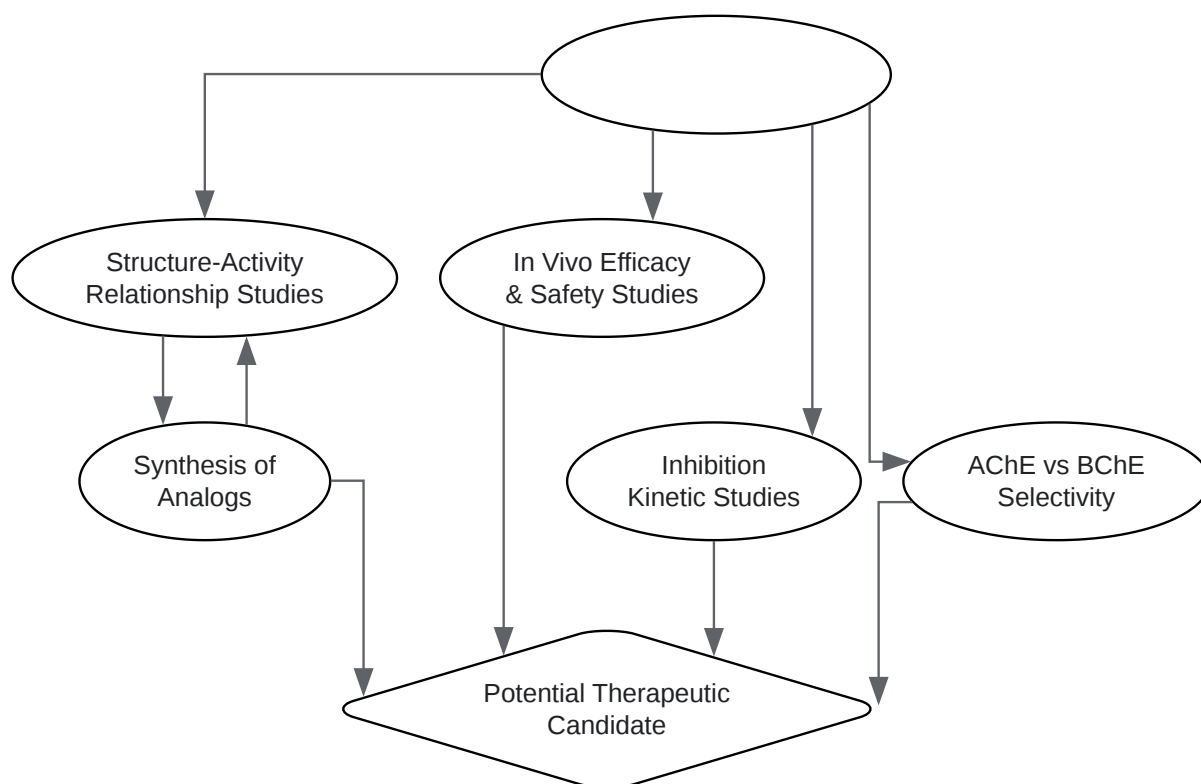 Structure-Activity
Relationship Studies
In Vivo Efficacy
& Safety Studies
Synthesis of
Analogs
Inhibition
Kinetic Studies
AChE vs BChE
Selectivity
Potential Therapeutic
Candidate